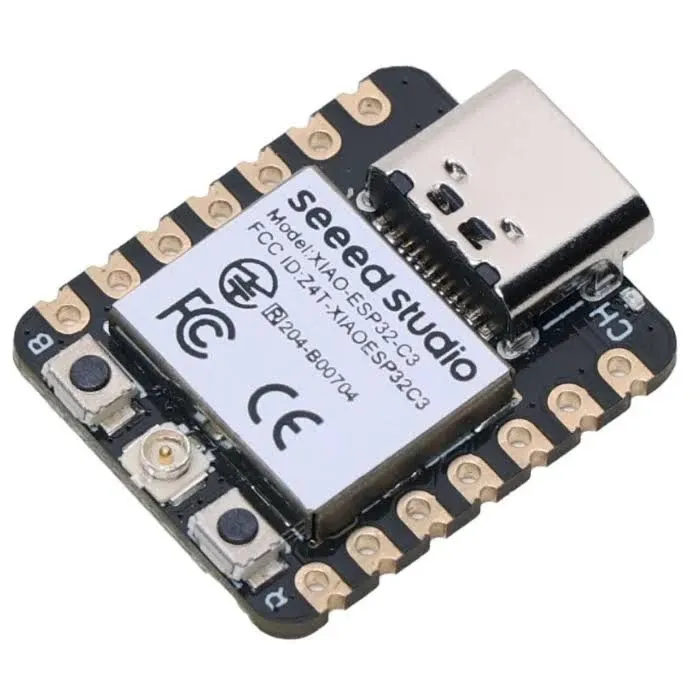 seeed studio
Model:XIAO-ESP32-C3
FCC ID:Z4T-XIAOESP32C3
R 204-B00704
FC CE
B
R
CH